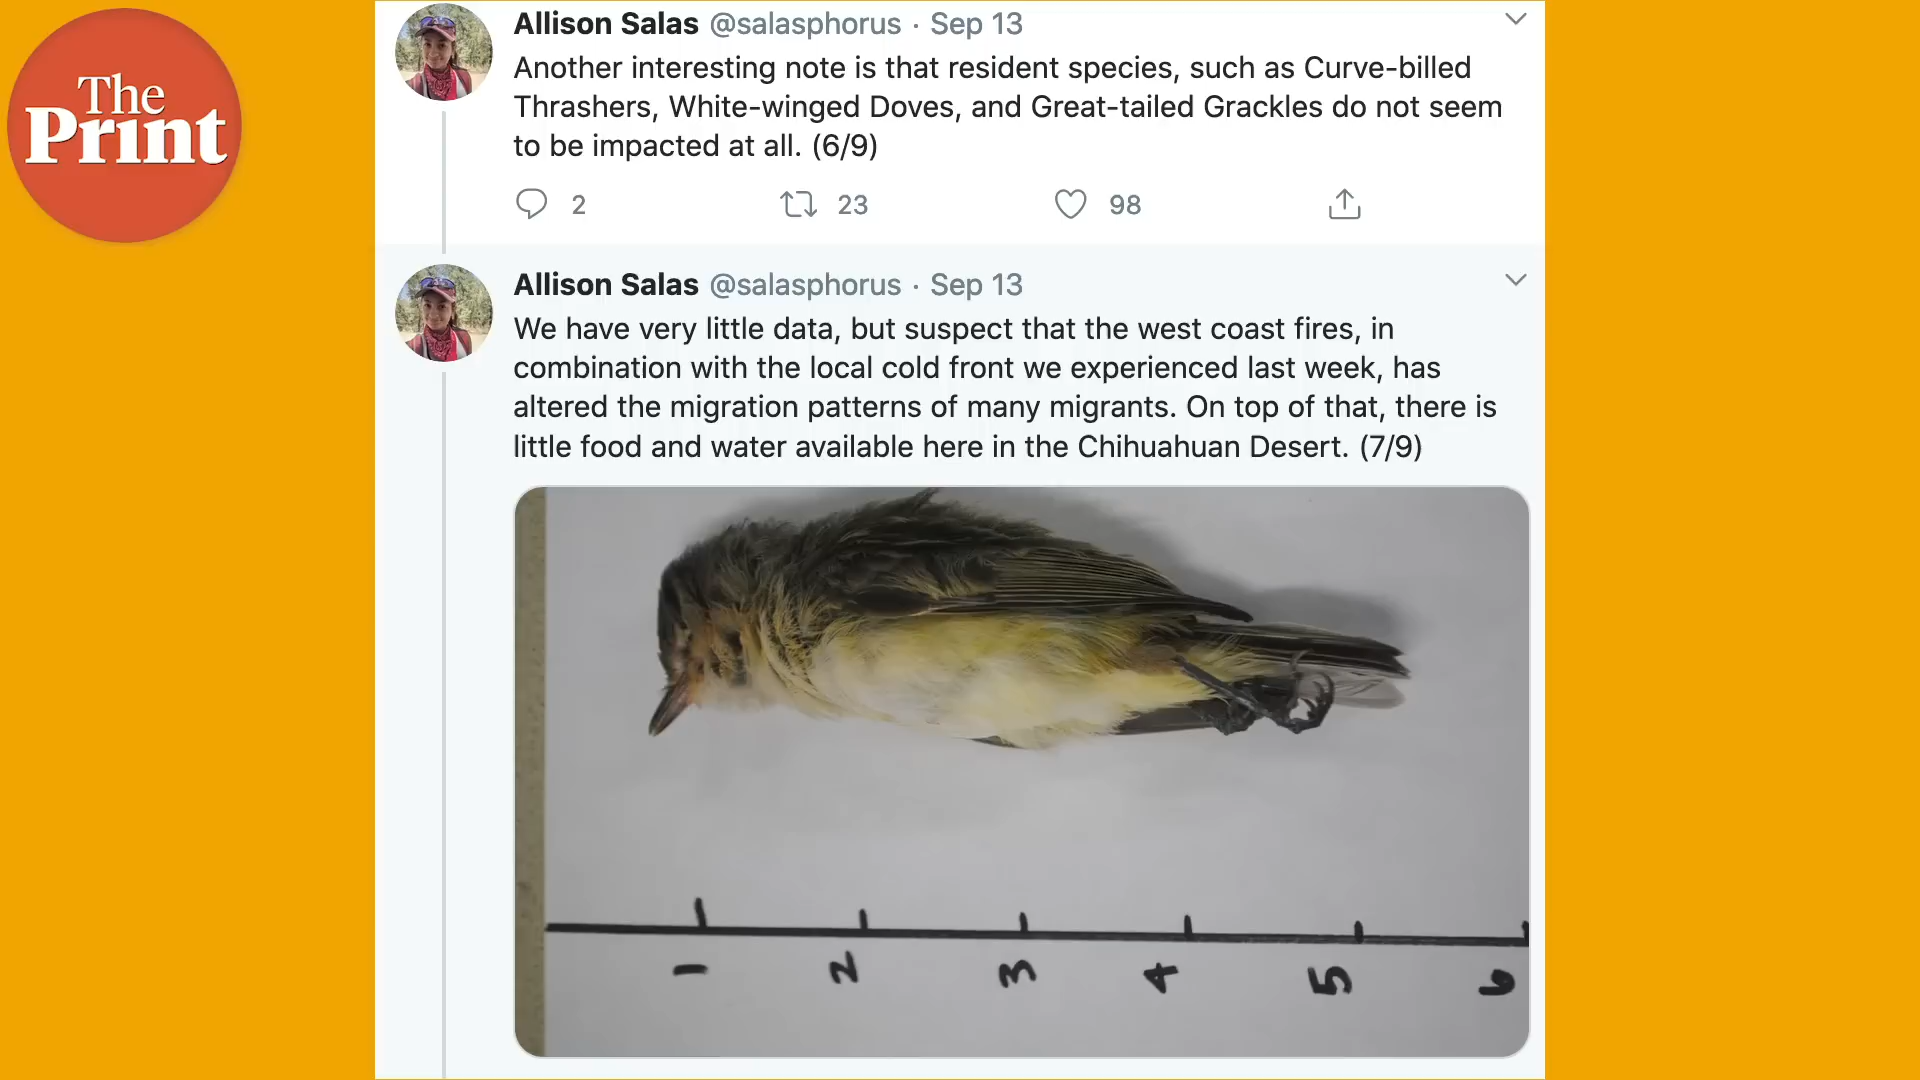 The
Print
Allison Salas @salasphorus · Sep 13
Another interesting note is that resident species, such as Curve-billed
Thrashers, White-winged Doves, and Great-tailed Grackles do not seem
to be impacted at all. (6/9)
2 23 98
Allison Salas @salasphorus · Sep 13
We have very little data, but suspect that the west coast fires, in
combination with the local cold front we experienced last week, has
altered the migration patterns of many migrants. On top of that, there is
little food and water available here in the Chihuahuan Desert. (7/9)
1 2 3 4 5 6